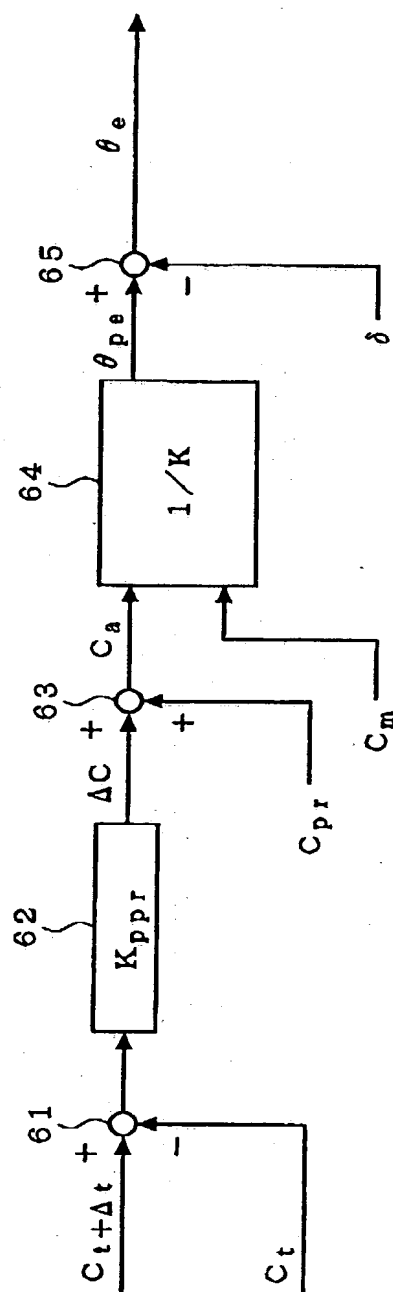 C_{t+Δt}
+
61
−
C_t
62
K_{ppr}
ΔC
+
63
+
C_{pr}
C_a
C_m
64
1/K
θ_{pe}
+
65
−
δ
θ_e